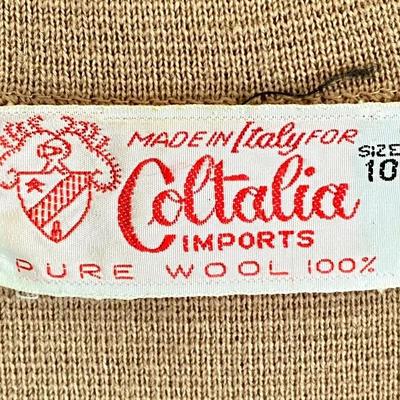 MADE IN Italy FOR
Coltalia
IMPORTS
SIZE
10
PURE WOOL 100%